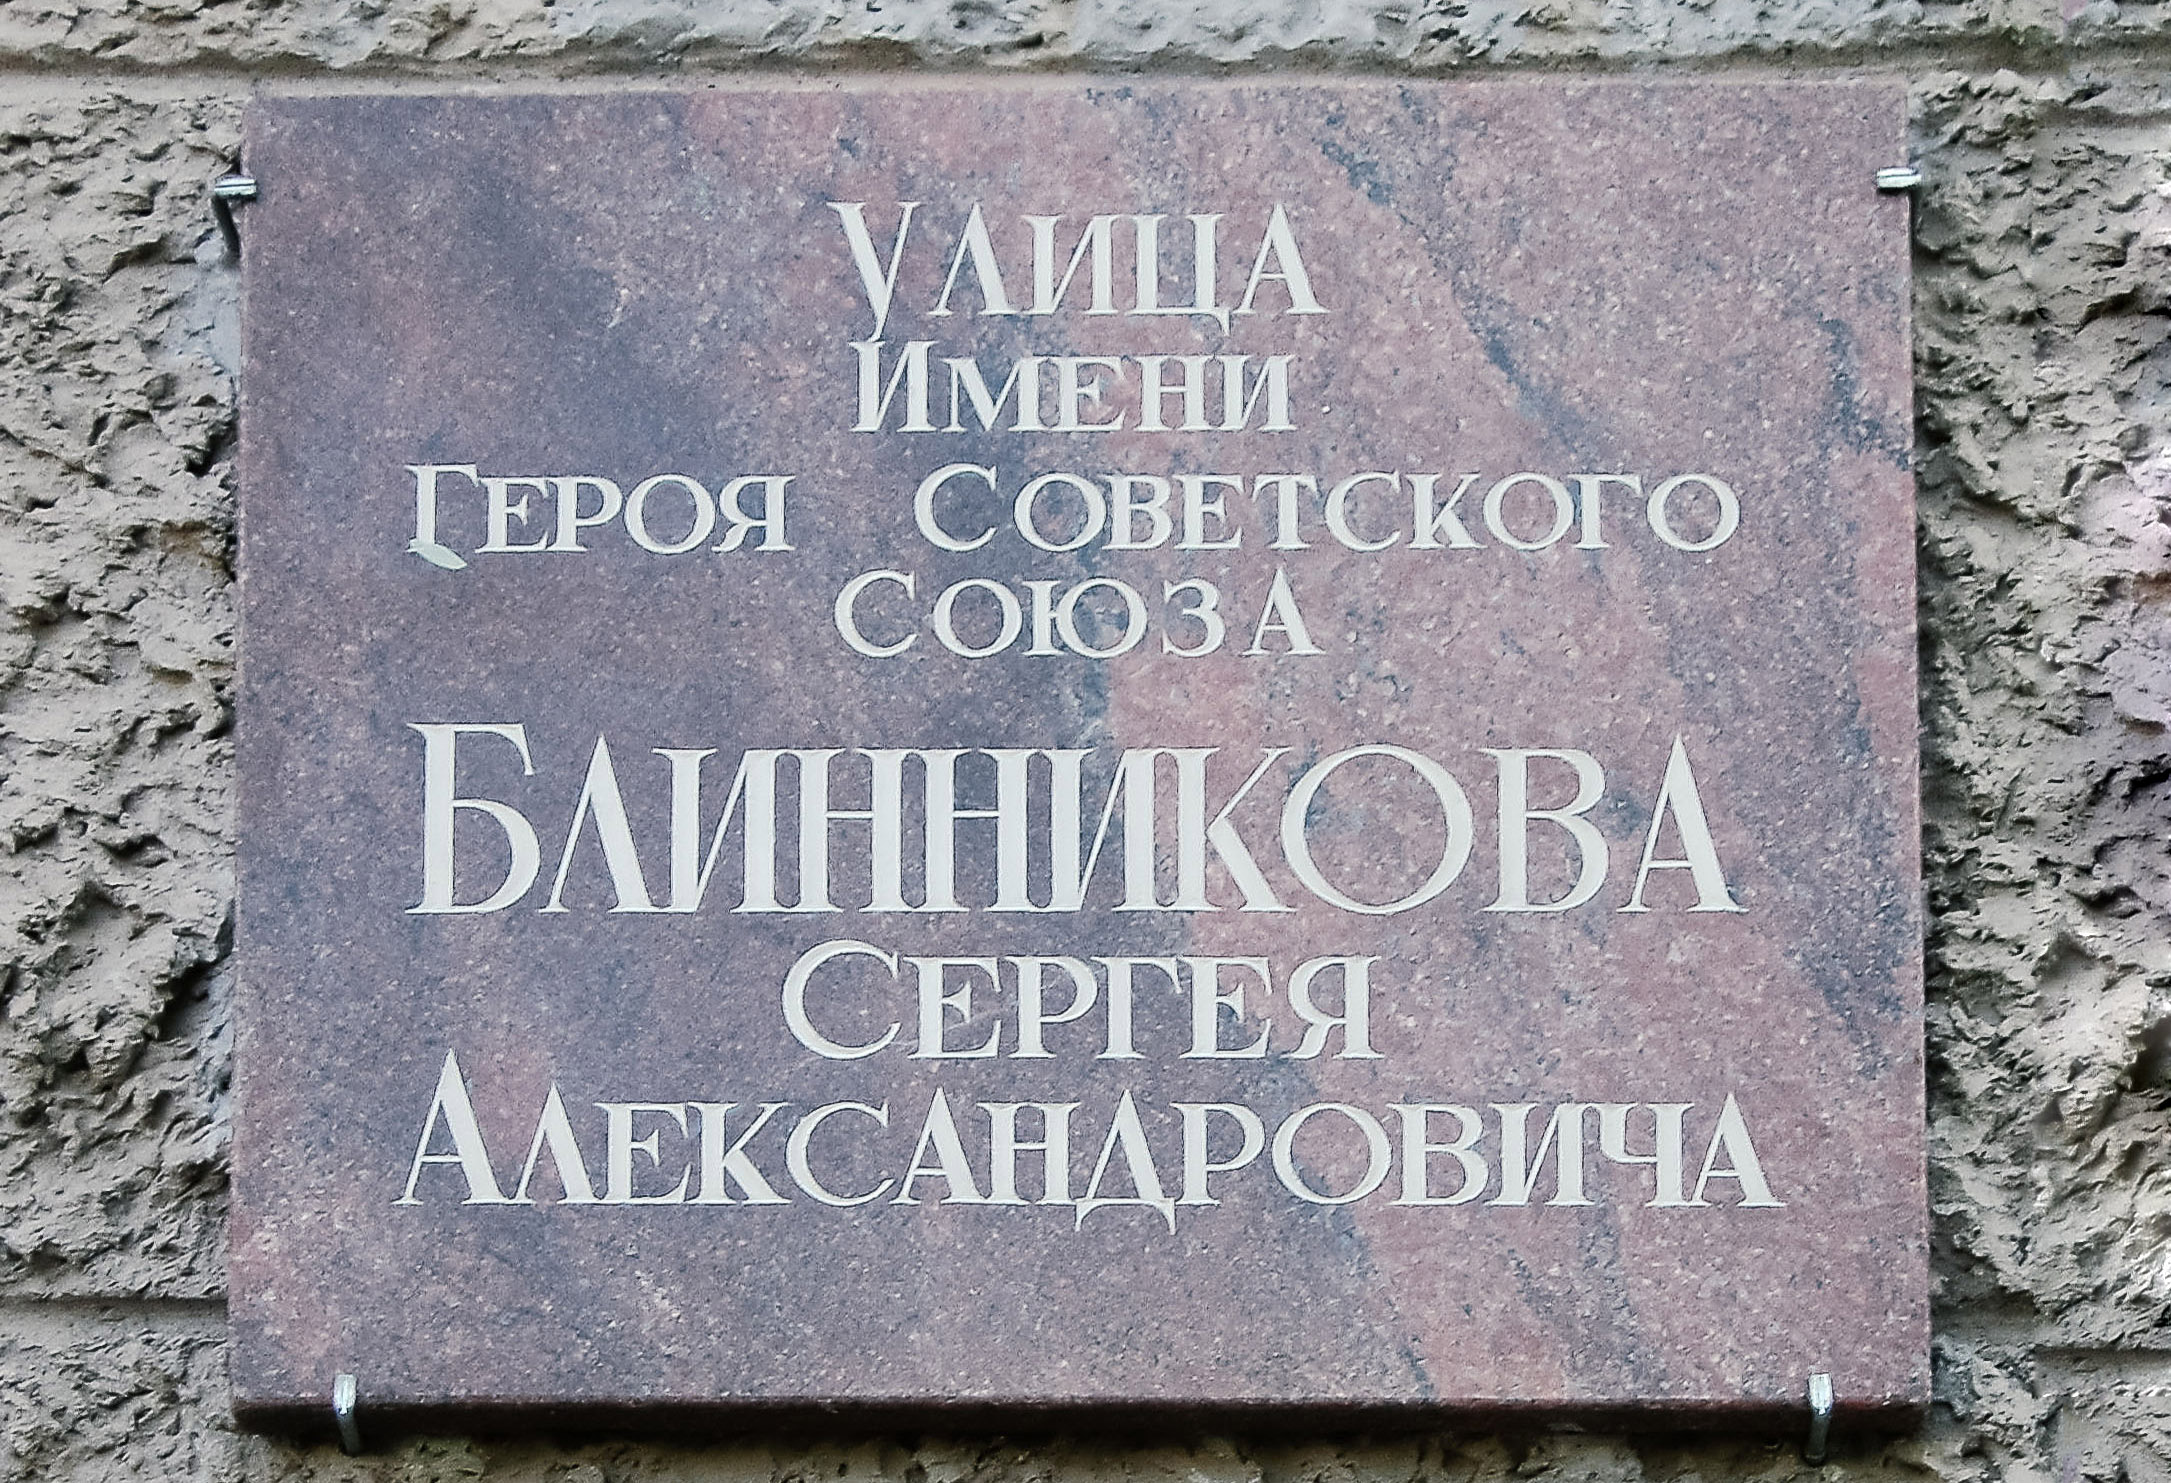 Улица
Имени
Героя Советского
Союза
Блинникова
Сергея
Александровича